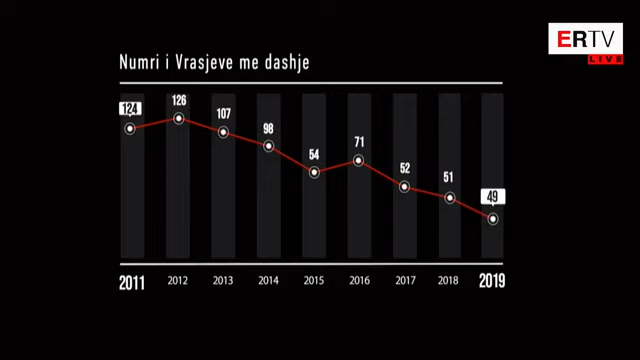 ERTV
LIVE
Numri i Vrasjeve me dashje
124 126 107 98 54 71 52 51 49
2011 2012 2013 2014 2015 2016 2017 2018 2019